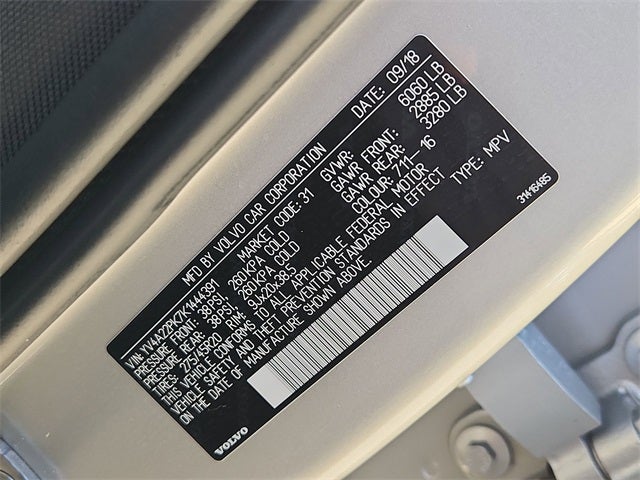 MFD BY VOLVO CAR CORPORATION DATE: 09/18
VIN: YV4A22PK7K1444391 MARKET CODE: 31 GVWR: 6060 LB
PRESSURE FRONT: 38PSI, 260KPA COLD GAWR FRONT: 2885 LB
PRESSURE REAR: 38PSI, 260KPA COLD GAWR REAR: 3280 LB
TIRES: 275/45R20 RIM: 9JX20x38.5 COLOUR: 711-16
THIS VEHICLE CONFORMS TO ALL APPLICABLE FEDERAL MOTOR
VEHICLE SAFETY AND THEFT PREVENTION STANDARDS IN EFFECT
ON THE DATE OF MANUFACTURE SHOWN ABOVE. TYPE: MPV
VOLVO 31416485